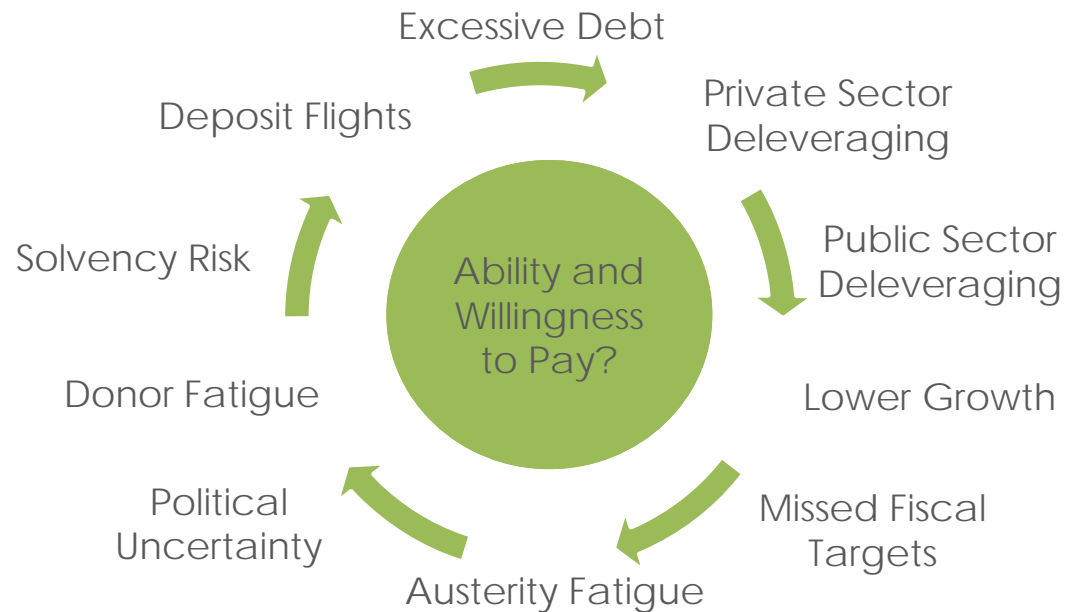 Excessive Debt
Private Sector
Deleveraging
Public Sector
Deleveraging
Lower Growth
Missed Fiscal
Targets
Austerity Fatigue
Political
Uncertainty
Donor Fatigue
Solvency Risk
Deposit Flights
Ability and
Willingness
to Pay?